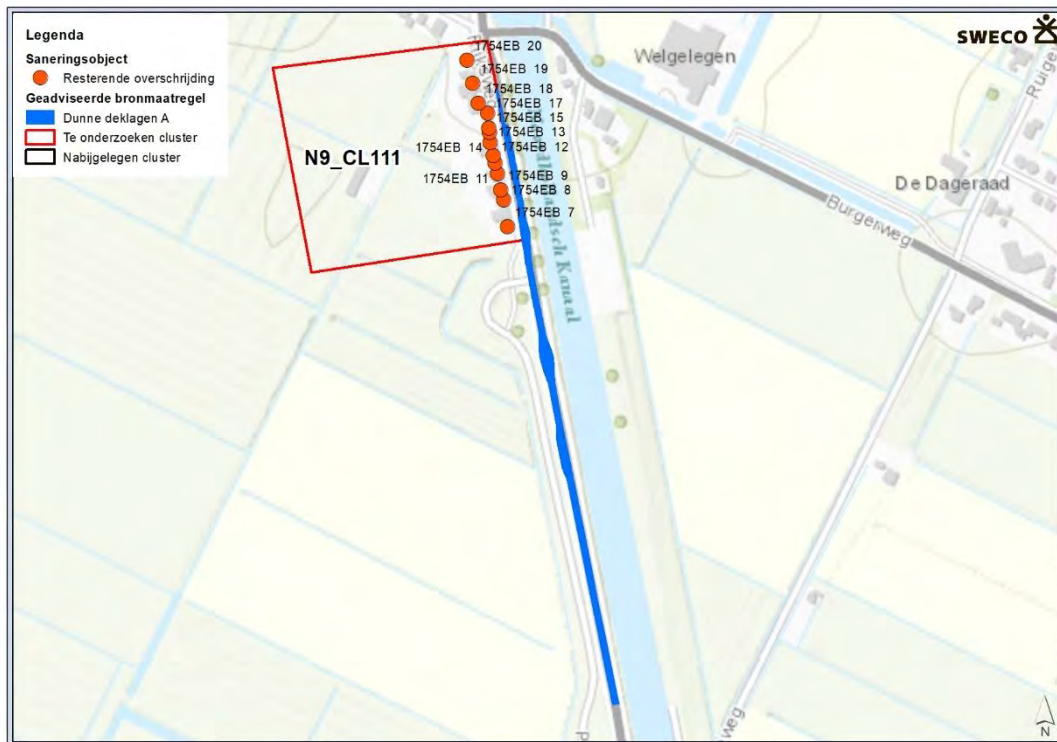 Legenda
Saneringsobject
Resterende overschrijding
Geadviseerde bronmaatregel
Dunne deklagen A
Te onderzoeken cluster
Nabijgelegen cluster
SWECO
N9_CL111
1754EB 20
1754EB 19
1754EB 18
1754EB 17
1754EB 15
1754EB 13
1754EB 14
1754EB 12
1754EB 11
1754EB 9
1754EB 8
1754EB 7
Welgelegen
De Dageraad
Burgerweg
Ruige
weg
N